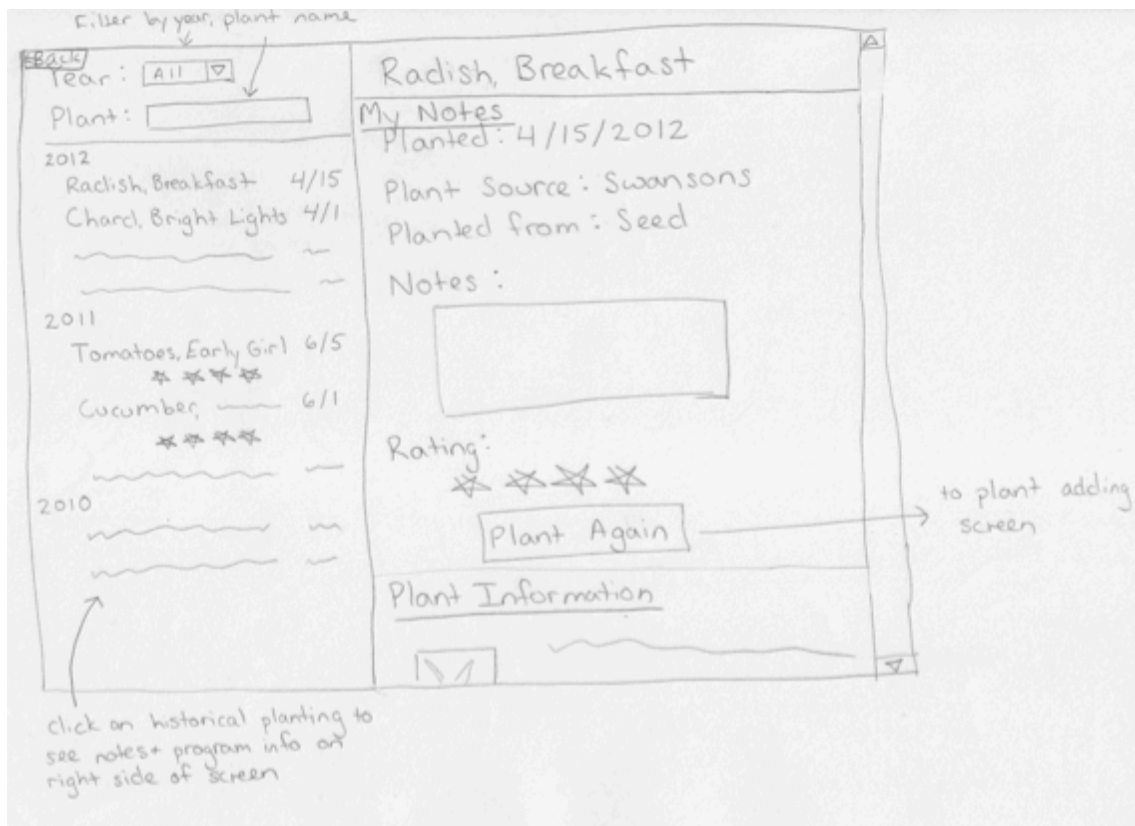 Filter by year, plant name
Back
Year: All
Plant:
2012
Radish, Breakfast 4/15
Chard, Bright Lights 4/1
2011
Tomatoes, Early Girl 6/5
Cucumber, 6/1
2010
Radish, Breakfast
My Notes
Planted: 4/15/2012
Plant Source: Swansons
Planted from: Seed
Notes:
Rating:
Plant Again
Plant Information
to plant adding
screen
click on historical planting to
see notes+ program info on
right side of screen